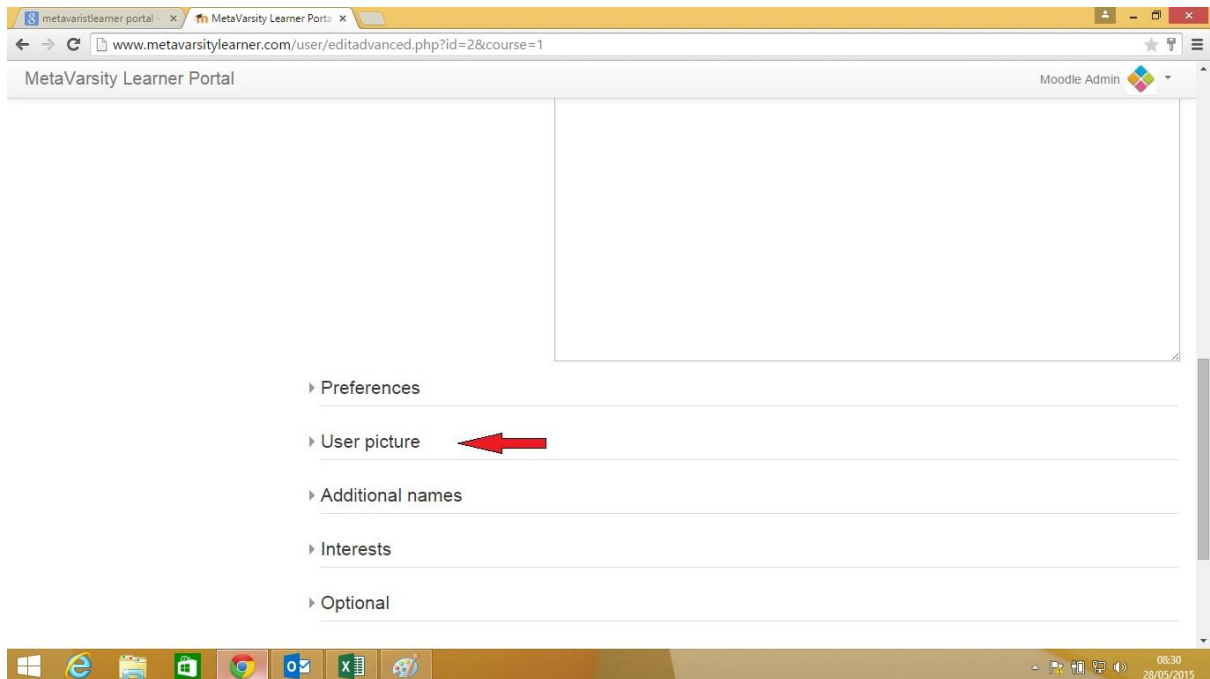 metavaristlearner portal -
MetaVarsity Learner Porta
www.metavarsitylearner.com/user/editadvanced.php?id=2&course=1
MetaVarsity Learner Portal
Moodle Admin
Preferences
User picture
Additional names
Interests
Optional
08:30
28/05/2015